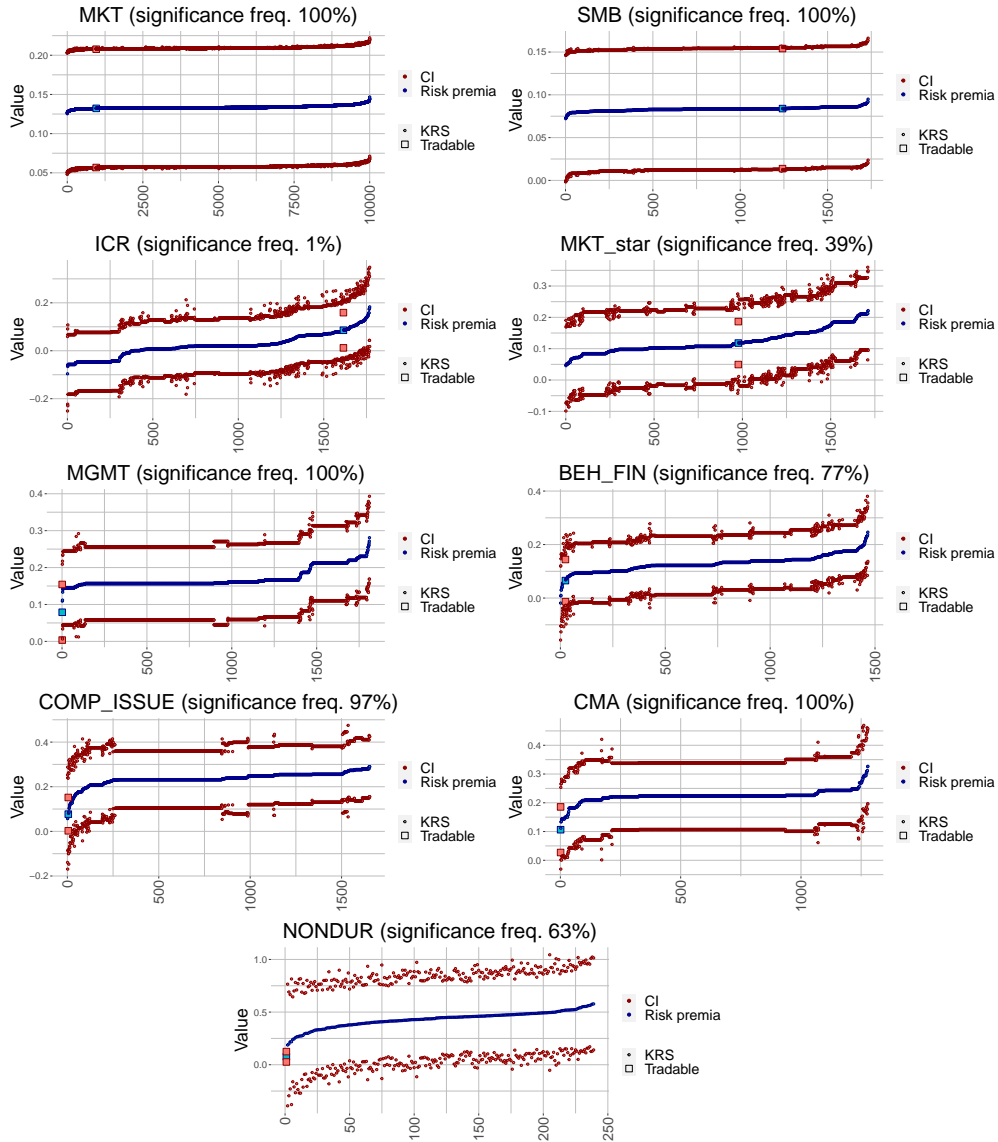 MKT (significance freq. 100%)
Value
0.20
0.15
0.10
0.05
0
2500
5000
7500
10000
CI
Risk premia
KRS
Tradable
SMB (significance freq. 100%)
0.15
0.10
0.05
0.00
0
500
1000
1500
CI
Risk premia
KRS
Tradable
ICR (significance freq. 1%)
Value
0.2
0.0
−0.2
0
500
1000
1500
CI
Risk premia
KRS
Tradable
MKT_star (significance freq. 39%)
0.3
0.2
0.1
0.0
−0.1
0
500
1000
1500
CI
Risk premia
KRS
Tradable
MGMT (significance freq. 100%)
Value
0.4
0.3
0.2
0.1
0.0
0
500
1000
1500
CI
Risk premia
KRS
Tradable
BEH_FIN (significance freq. 77%)
Value
0.4
0.2
0.0
0
500
1000
1500
CI
Risk premia
KRS
Tradable
COMP_ISSUE (significance freq. 97%)
Value
0.4
0.2
0.0
−0.2
0
500
1000
1500
CI
Risk premia
KRS
Tradable
CMA (significance freq. 100%)
Value
0.4
0.3
0.2
0.1
0.0
0
500
1000
CI
Risk premia
KRS
Tradable
NONDUR (significance freq. 63%)
Value
1.0
0.5
0.0
0
50
100
150
200
250
CI
Risk premia
KRS
Tradable